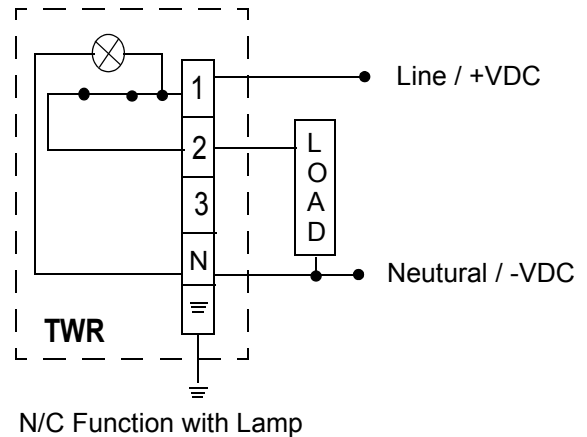 1
Line / +VDC
2
L
O
A
D
3
N
Neutural / -VDC
TWR
N/C Function with Lamp